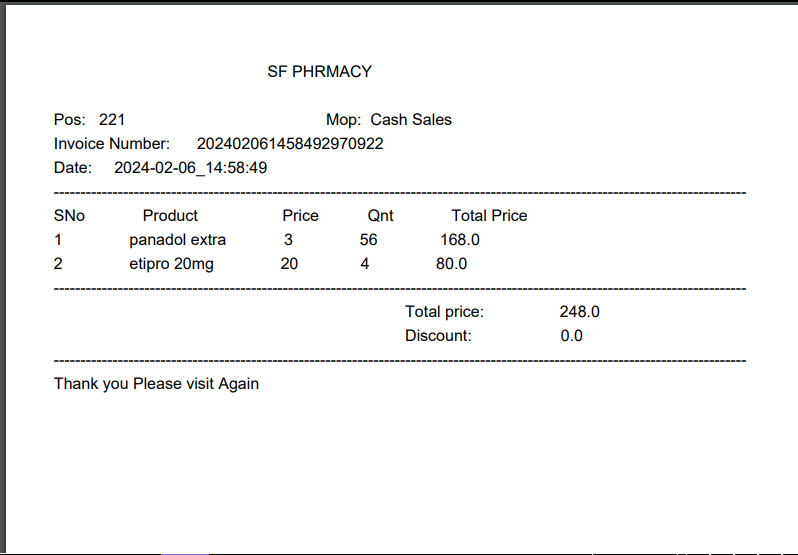 SF PHRMACY
Pos: 221 Mop: Cash Sales
Invoice Number: 202402061458492970922
Date: 2024-02-06_14:58:49
SNo Product Price Qnt Total Price
1 panadol extra 3 56 168.0
2 etipro 20mg 20 4 80.0
Total price: 248.0
Discount: 0.0
Thank you Please visit Again